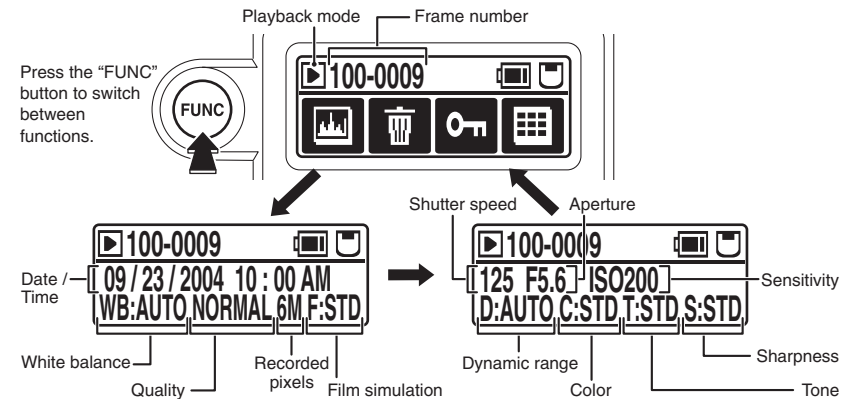 Playback mode
Frame number
Press the “FUNC”
button to switch
between
functions.
FUNC
100-0009
Shutter speed
Aperture
100-0009
09 / 23 / 2004 10 : 00 AM
WB:AUTO NORMAL 6M F:STD
Date /
Time
White balance
Quality
Recorded
pixels
Film simulation
100-0009
125 F5.6 ISO200
D:AUTO C:STD T:STD S:STD
Sensitivity
Dynamic range
Color
Tone
Sharpness